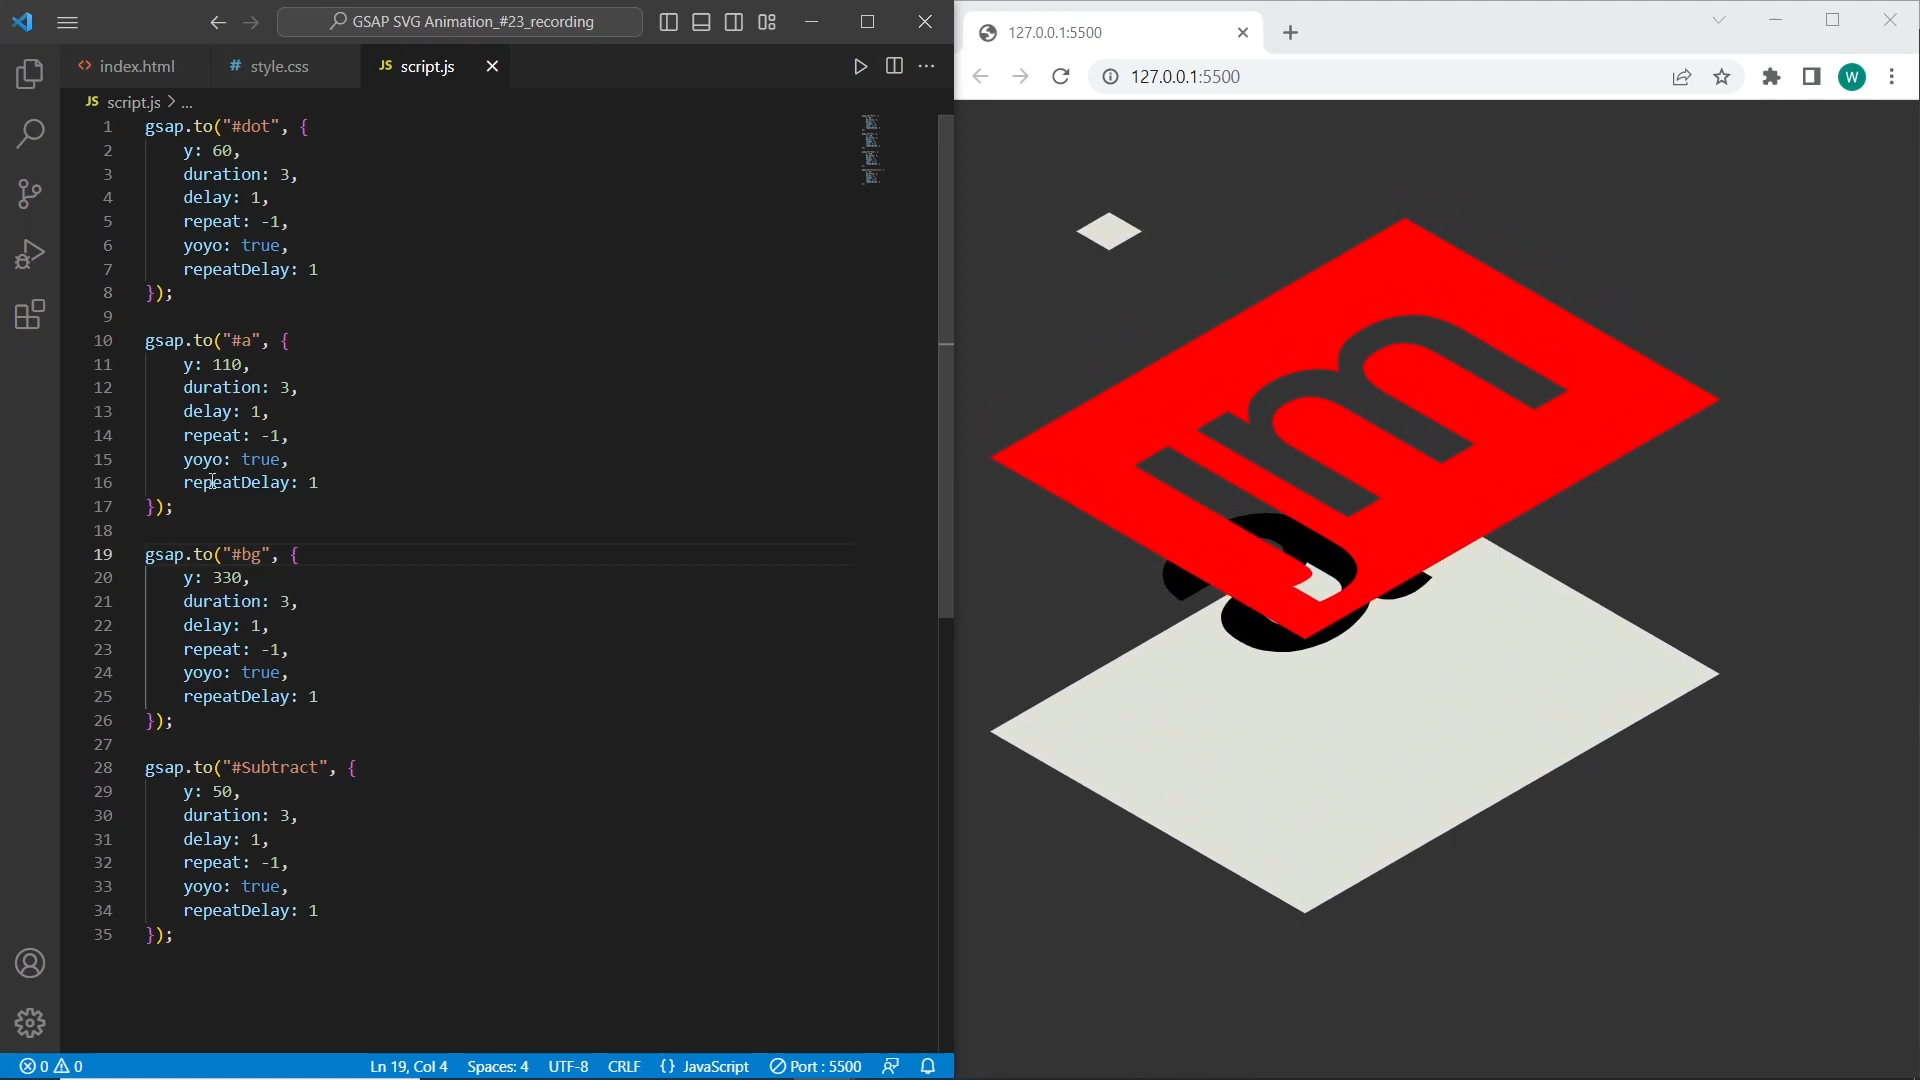 GSAP SVG Animation_#23_recording
<> index.html
# style.css
JS script.js
JS script.js > ...
1 gsap.to("#dot", {
2 y: 60,
3 duration: 3,
4 delay: 1,
5 repeat: -1,
6 yoyo: true,
7 repeatDelay: 1
8 });
9
10 gsap.to("#a", {
11 y: 110,
12 duration: 3,
13 delay: 1,
14 repeat: -1,
15 yoyo: true,
16 repeatDelay: 1
17 });
18
19 gsap.to("#bg", {
20 y: 330,
21 duration: 3,
22 delay: 1,
23 repeat: -1,
24 yoyo: true,
25 repeatDelay: 1
26 });
27
28 gsap.to("#Subtract", {
29 y: 50,
30 duration: 3,
31 delay: 1,
32 repeat: -1,
33 yoyo: true,
34 repeatDelay: 1
35 });
0 0
Ln 19, Col 4
Spaces: 4
UTF-8
CRLF
{} JavaScript
Port : 5500
127.0.0.1:5500
127.0.0.1:5500
W
jm
a